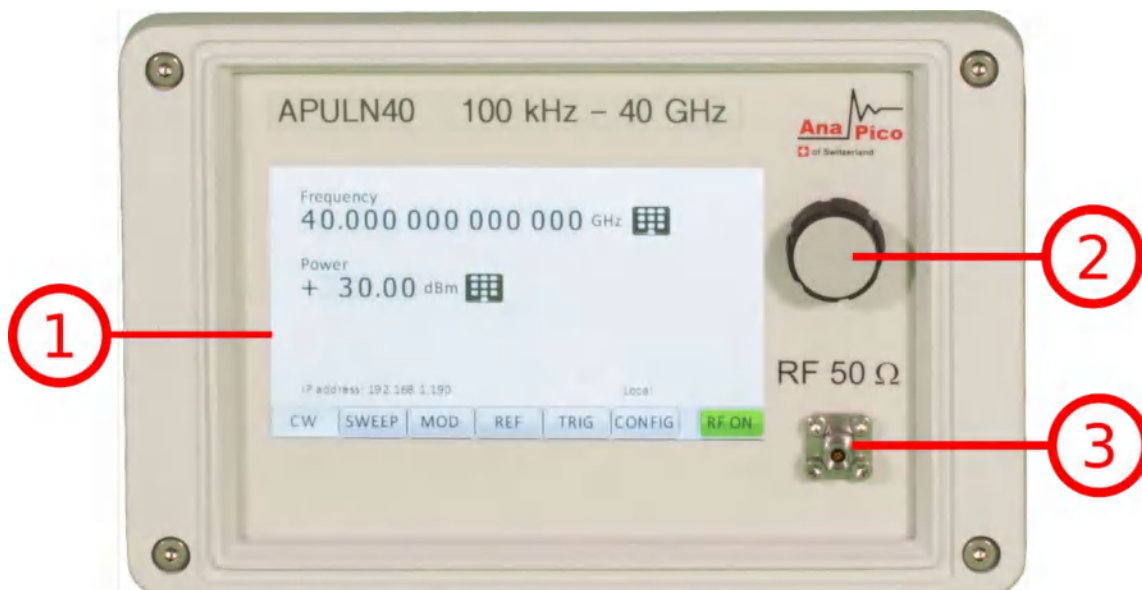 APULN40 100 kHz – 40 GHz
Ana Pico
of Switzerland
Frequency
40.000 000 000 000 GHz
Power
+ 30.00 dBm
IP address: 192.168.1.190 Local
CW SWEEP MOD REF TRIG CONFIG RF ON
RF 50 Ω
1
2
3